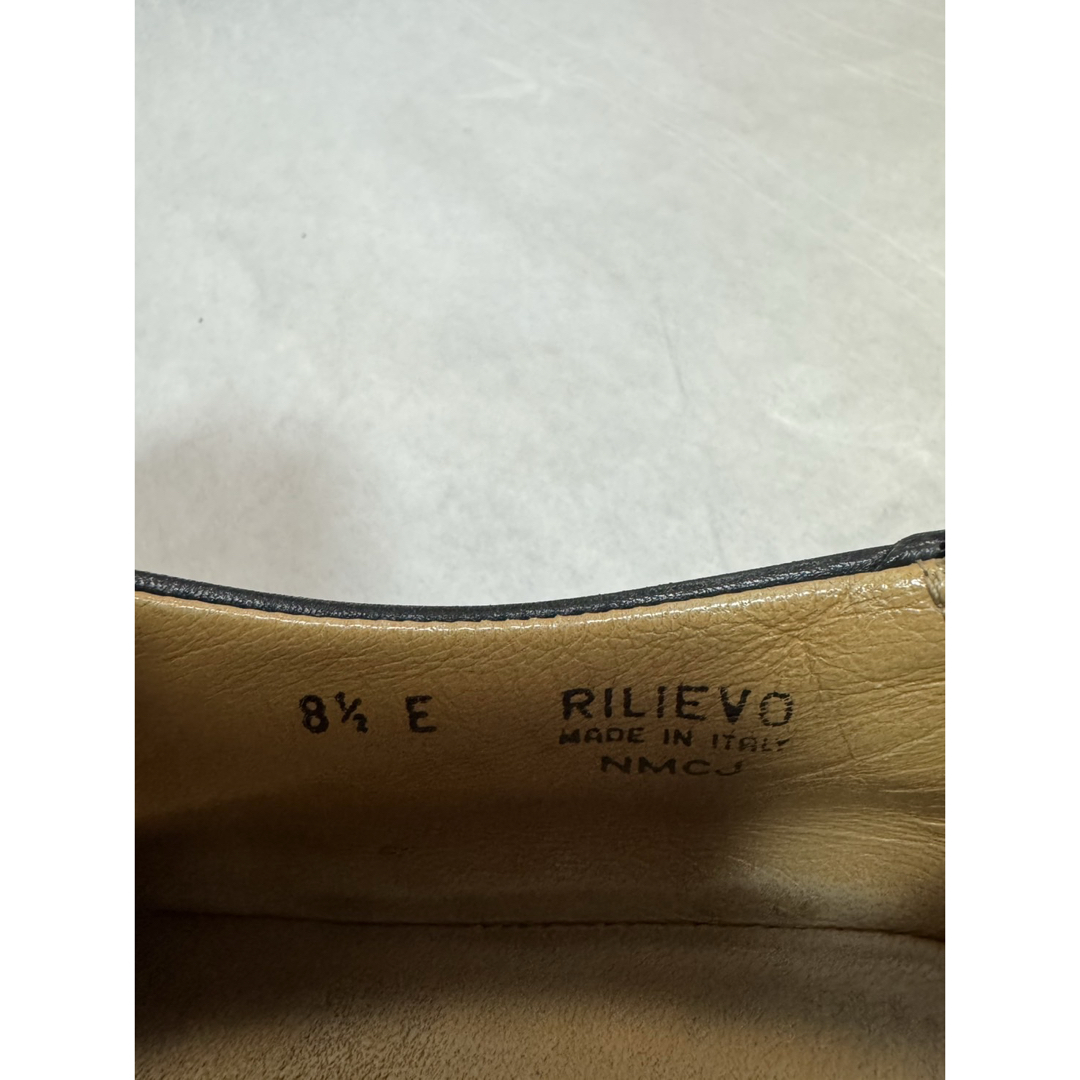 8½ E
RILIEVO
MADE IN ITALY
NMCJ